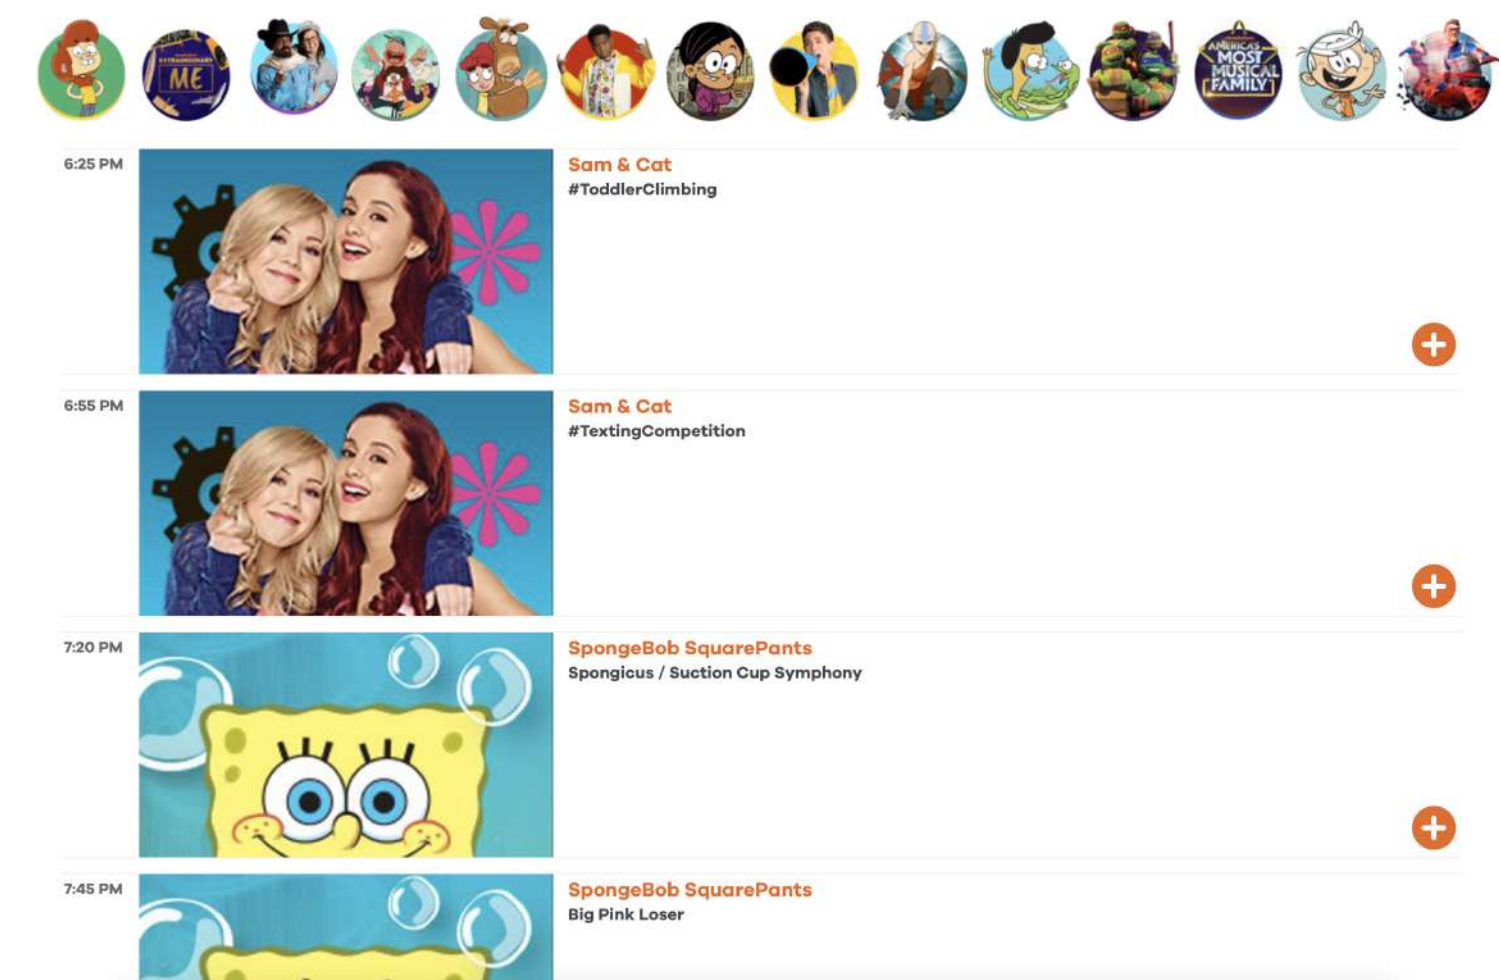 EXTRAORDINARY
ME
AMERICA'S
MOST
MUSICAL
FAMILY
6:25 PM
Sam & Cat
#ToddlerClimbing
6:55 PM
Sam & Cat
#TextingCompetition
7:20 PM
SpongeBob SquarePants
Spongicus / Suction Cup Symphony
7:45 PM
SpongeBob SquarePants
Big Pink Loser